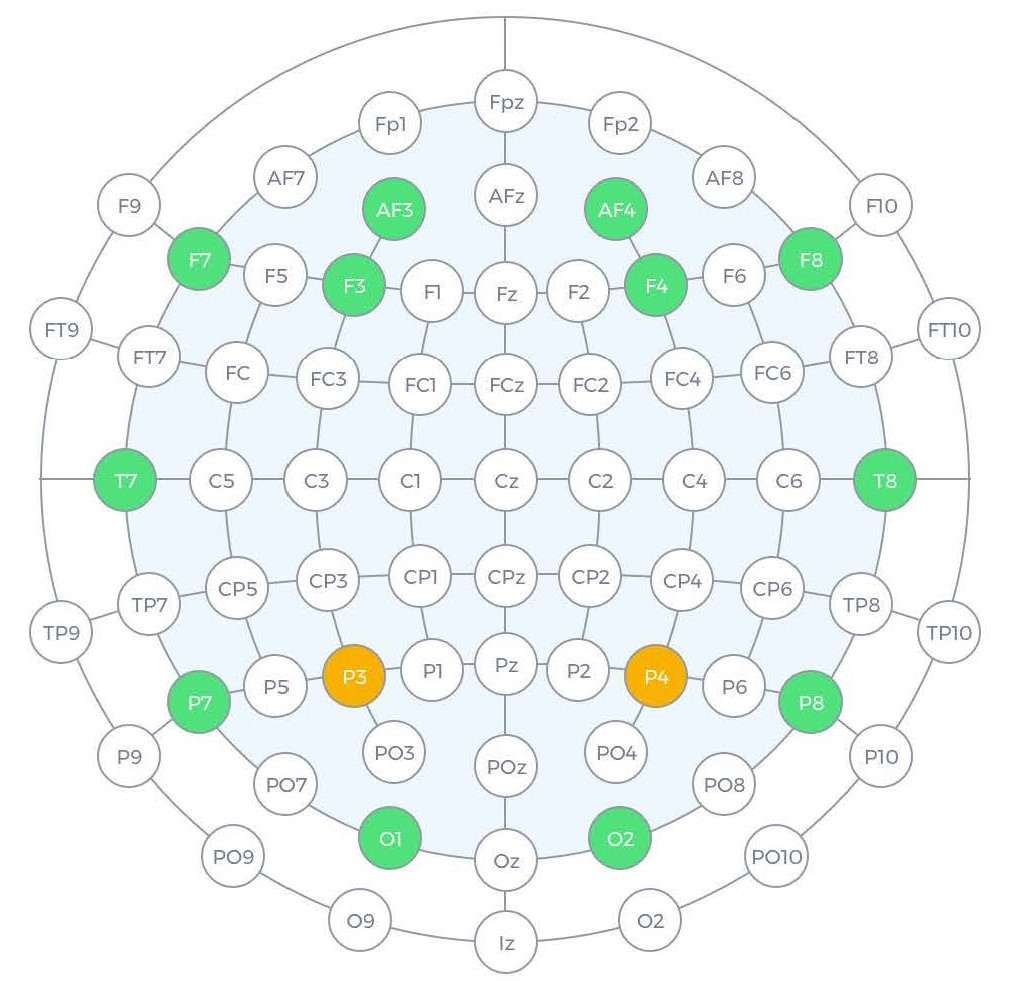 Fpz
Fp1 Fp2
AF7 AF8
AFz
F9 F10
AF3 AF4
F7 F8
F5 F6
F3 F4
F1 Fz F2
FT9 FT10
FT7 FT8
FC FC3 FC1 FCz FC2 FC4 FC6
T7 C5 C3 C1 Cz C2 C4 C6 T8
CP5 CP3 CP1 CPz CP2 CP4 CP6
TP7 TP8
TP9 TP10
P3 P1 Pz P2 P4
P5 P6
P7 P8
PO3 PO4
P9 P10
POz
PO7 PO8
O1 O2
PO9 Oz PO10
O9 O2
Iz